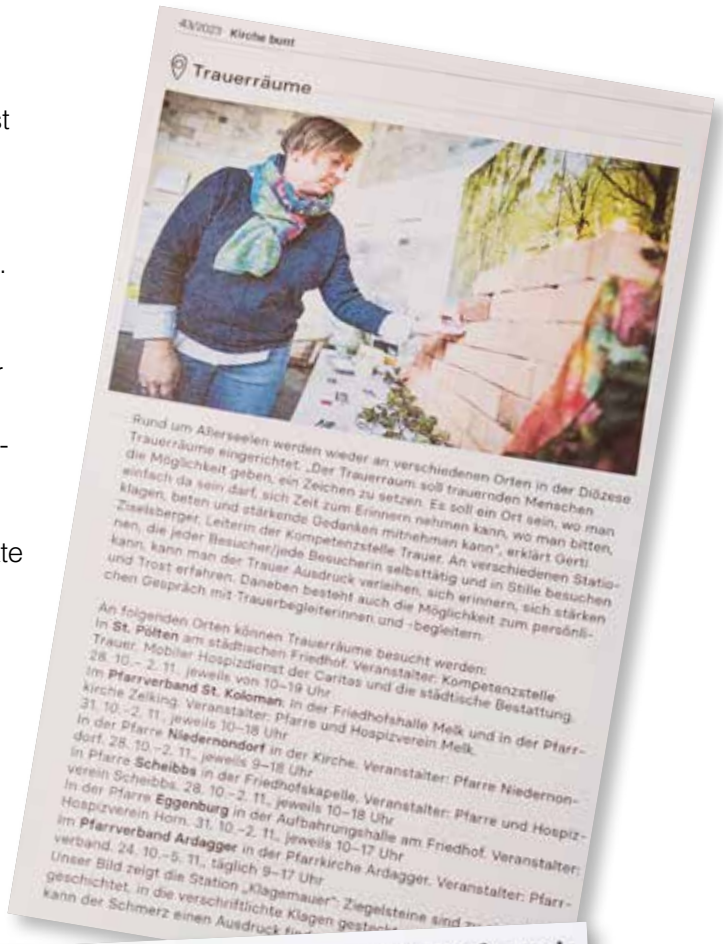 st
.
r
-
te
43/2023 Kirche bunt
Trauerräume
Rund um Allerseelen werden wieder an verschiedenen Orten in der Diözese
Trauerräume eingerichtet. „Der Trauerraum soll trauernden Menschen
die Möglichkeit geben, ein Zeichen zu setzen. Es soll ein Ort sein, wo man
einfach da sein darf, sich Zeit zum Erinnern nehmen kann, wo man bitten,
klagen, beten und stärkende Gedanken mitnehmen kann“, erklärt Gerti
Ziselsberger, Leiterin der Kompetenzstelle Trauer. An verschiedenen Statio-
nen, die jeder Besucher/jede Besucherin selbsttätig und in Stille besuchen
kann, kann man der Trauer Ausdruck verleihen, sich erinnern, sich stärken
und Trost erfahren. Daneben besteht auch die Möglichkeit zum persönli-
chen Gespräch mit Trauerbegleiterinnen und -begleitern.
An folgenden Orten können Trauerräume besucht werden:
In St. Pölten am städtischen Friedhof. Veranstalter: Kompetenzstelle
Trauer, Mobiler Hospizdienst der Caritas und die städtische Bestattung.
28. 10. – 2. 11., jeweils von 10–19 Uhr
Im Pfarrverband St. Koloman: In der Friedhofshalle Melk und in der Pfarr-
kirche Zelking. Veranstalter: Pfarre und Hospizverein Melk.
31. 10.–2. 11., jeweils 10–18 Uhr
In der Pfarre Niedernondorf in der Kirche. Veranstalter: Pfarre Niedernon-
dorf. 28. 10.–2. 11., jeweils 9–18 Uhr
In Pfarre Scheibbs in der Friedhofskapelle. Veranstalter: Pfarre und Hospiz-
verein Scheibbs. 28. 10.–2. 11., jeweils 10–18 Uhr
In der Pfarre Eggenburg in der Aufbahrungshalle am Friedhof. Veranstalter:
Hospizverein Horn. 31. 10.–2. 11., jeweils 10–17 Uhr
Im Pfarrverband Ardagger in der Pfarrkirche Ardagger. Veranstalter: Pfarr-
verband. 24. 10.–5. 11., täglich 9–17 Uhr
Unser Bild zeigt die Station „Klagemauer“: Ziegelsteine sind
geschichtet, in die verschriftlichte Klagen
kann der Schmerz einen Ausdruck